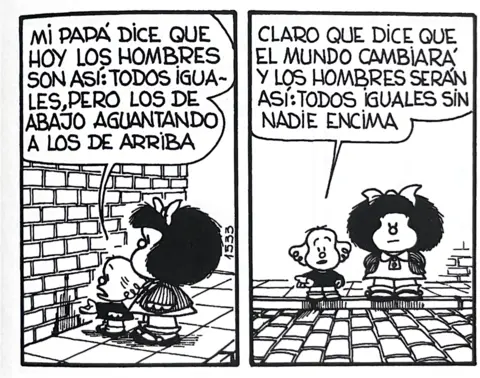 MI PAPÁ DICE QUE
HOY LOS HOMBRES
SON ASÍ: TODOS IGUA-
LES, PERO LOS DE
ABAJO AGUANTANDO
A LOS DE ARRIBA
1533
CLARO QUE DICE QUE
EL MUNDO CAMBIARÁ
Y LOS HOMBRES SERÁN
ASÍ: TODOS IGUALES SIN
NADIE ENCIMA